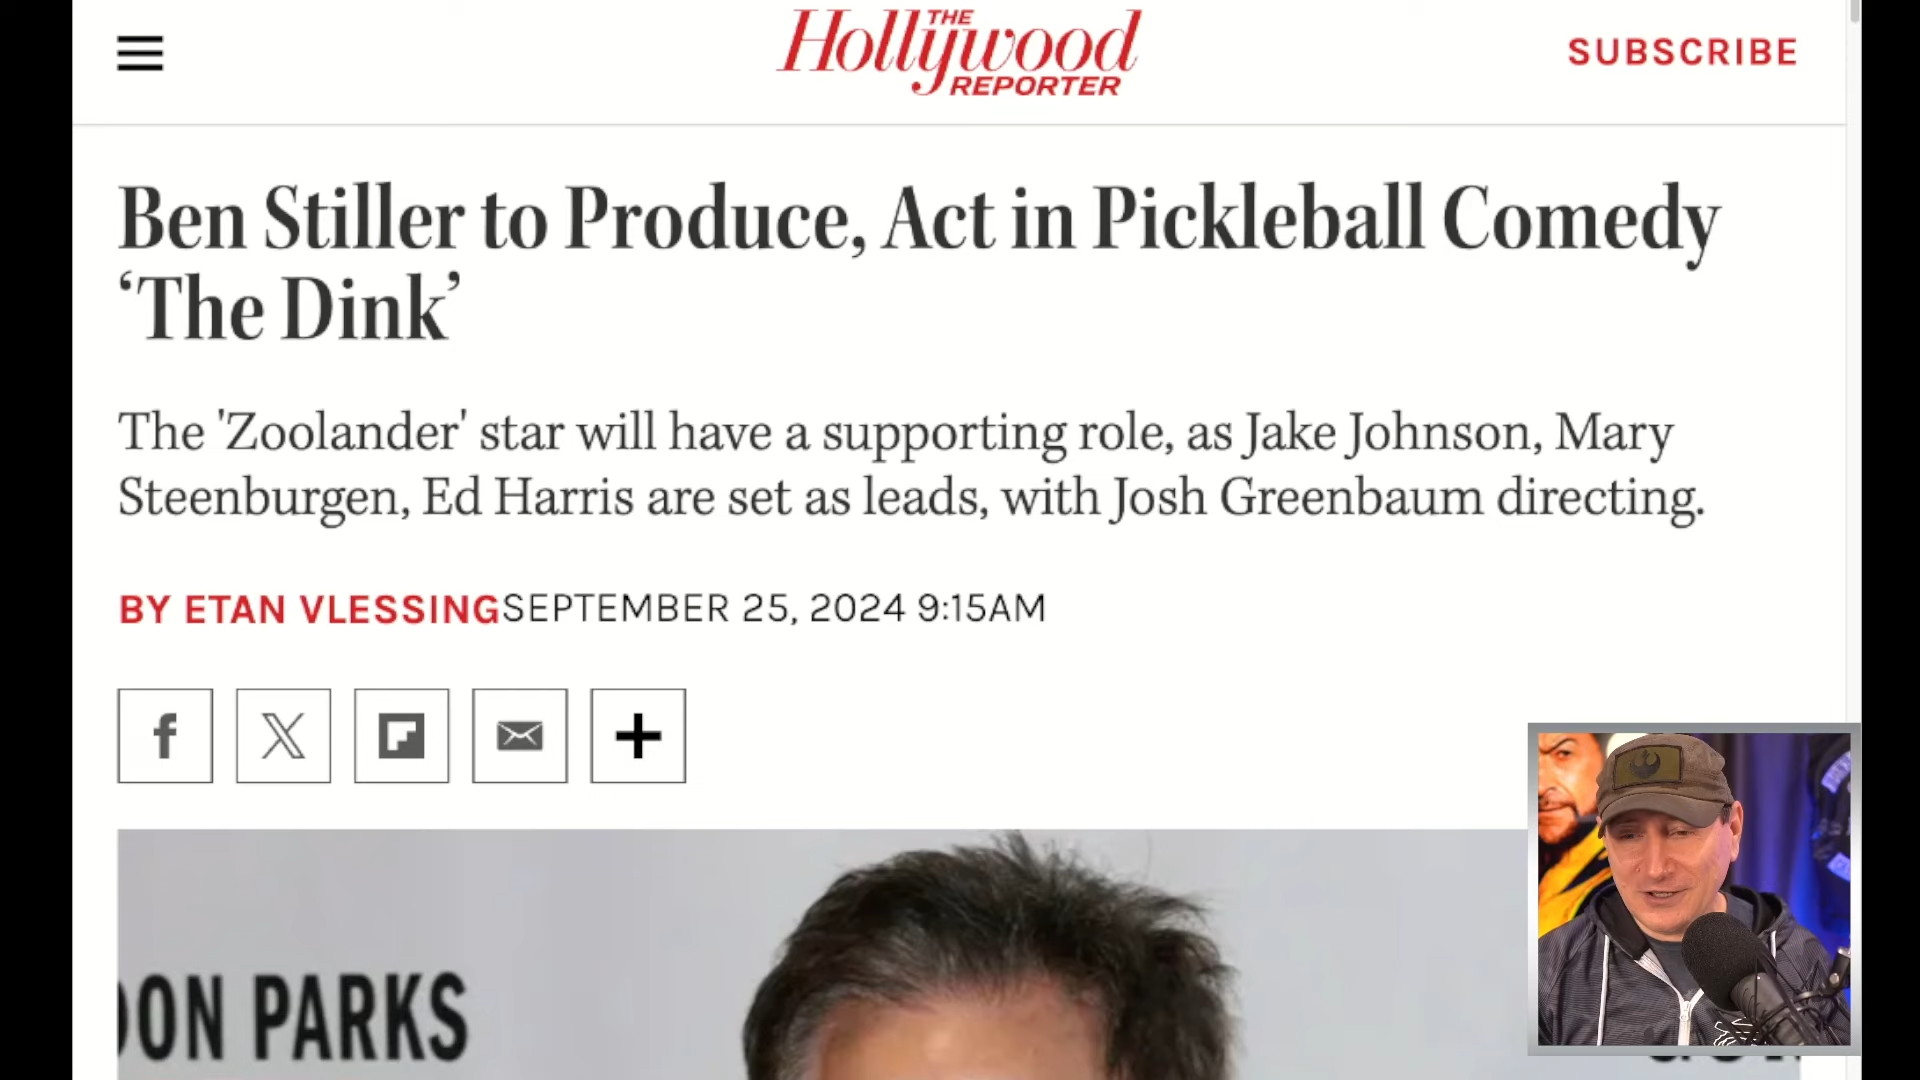 THE
Hollywood
REPORTER
SUBSCRIBE
Ben Stiller to Produce, Act in Pickleball Comedy
‘The Dink’
The 'Zoolander' star will have a supporting role, as Jake Johnson, Mary
Steenburgen, Ed Harris are set as leads, with Josh Greenbaum directing.
BY ETAN VLESSINGSEPTEMBER 25, 2024 9:15AM
DON PARKS